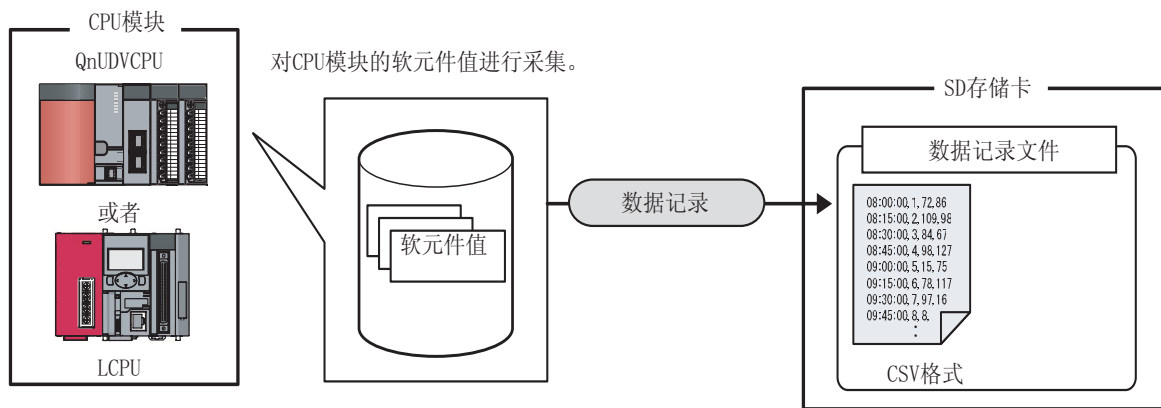 CPU模块
QnUDVCPU
或者
LCPU
对CPU模块的软元件值进行采集。
软元件值
数据记录
SD存储卡
数据记录文件
08:00:00,1,72,86
08:15:00,2,109,98
08:30:00,3,84,67
08:45:00,4,98,127
09:00:00,5,15,75
09:15:00,6,78,117
09:30:00,7,97,16
09:45:00,8,8,
:
CSV格式